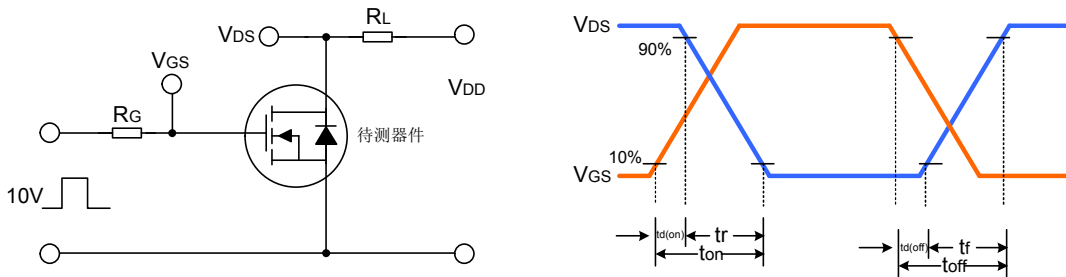 VDS
RL
VGS
RG
VDD
待测器件
10V
VDS
90%
10%
VGS
td(on)
tr
ton
td(off)
tf
toff